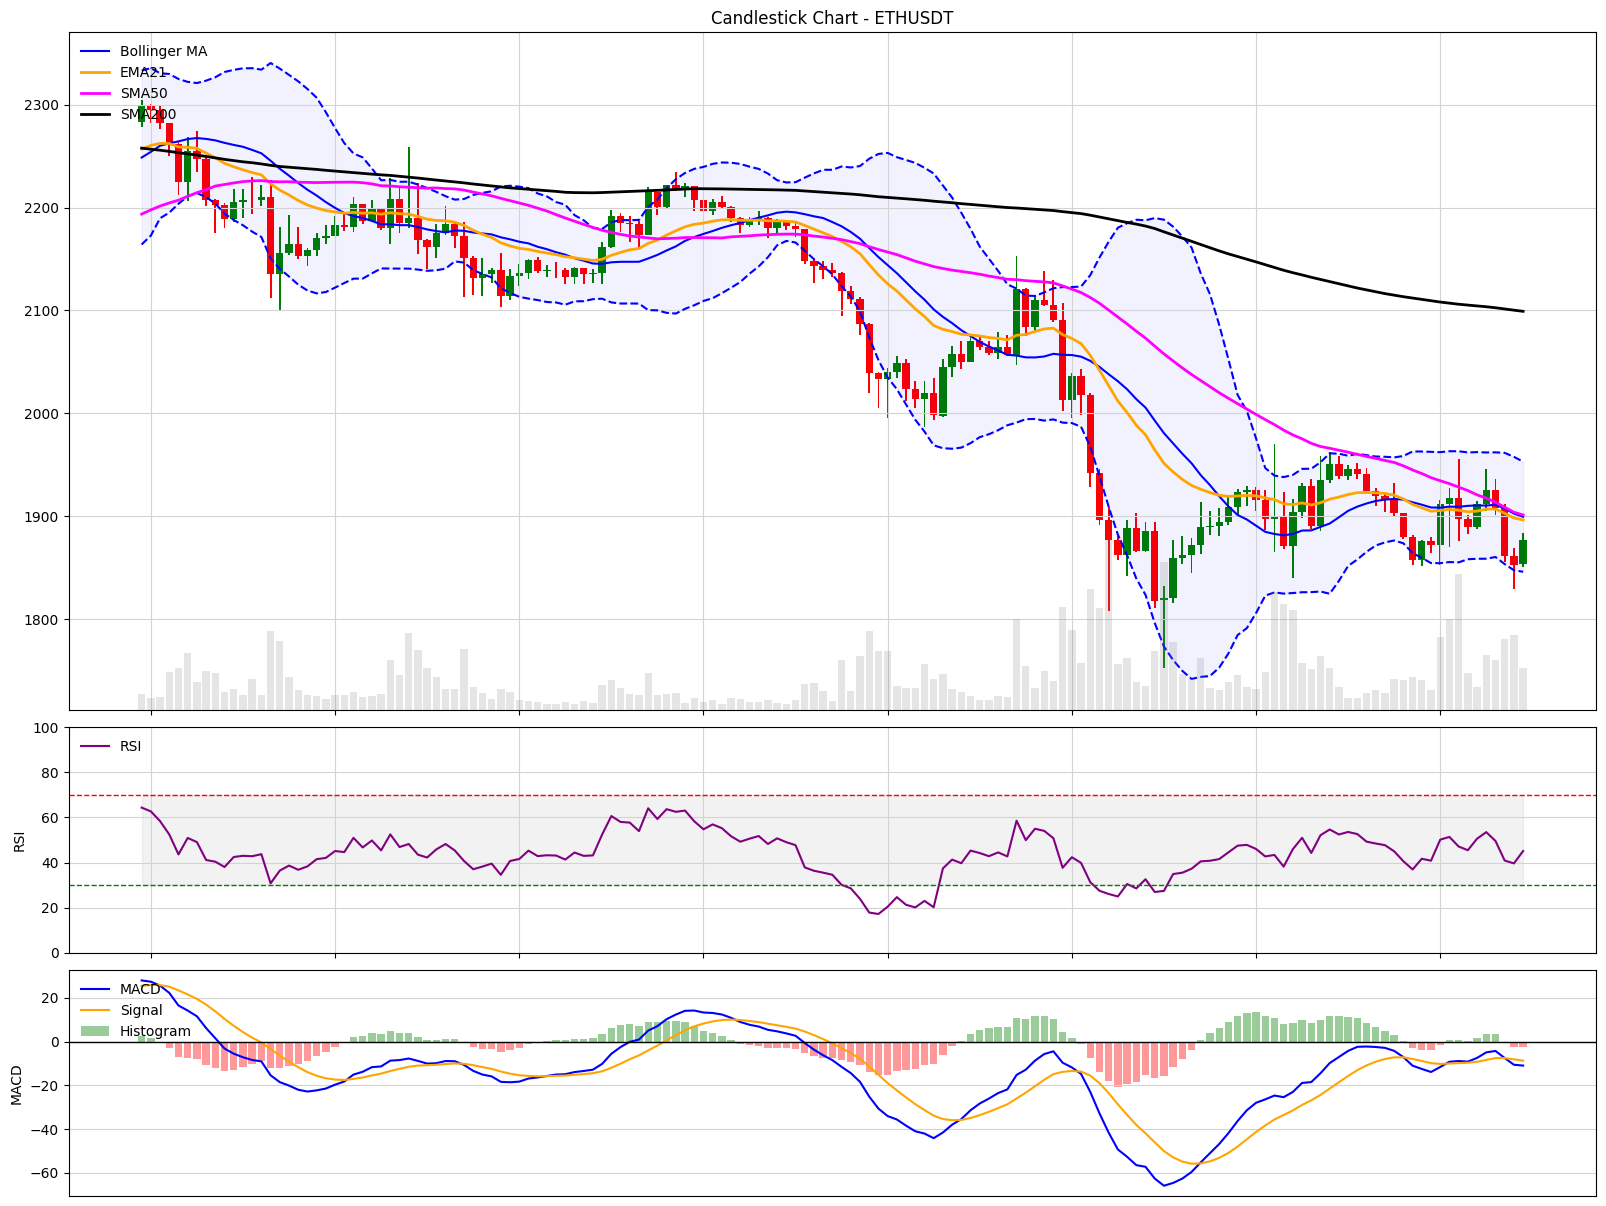 Candlestick Chart - ETHUSDT
Bollinger MA
EMA21
SMA50
SMA200
2300
2200
2100
2000
1900
1800
RSI
100
80
60
40
20
0
RSI
MACD
Signal
Histogram
20
0
−20
−40
−60
MACD